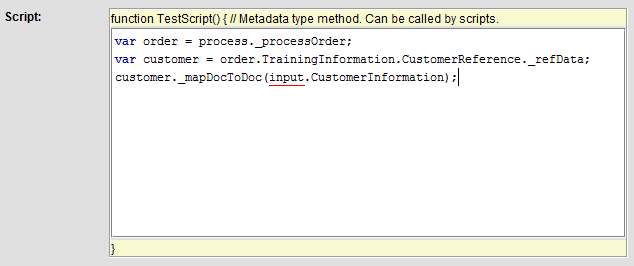 Script:
function TestScript() { // Metadata type method. Can be called by scripts.
var order = process._processOrder;
var customer = order.TrainingInformation.CustomerReference._refData;
customer._mapDocToDoc(input.CustomerInformation);
}